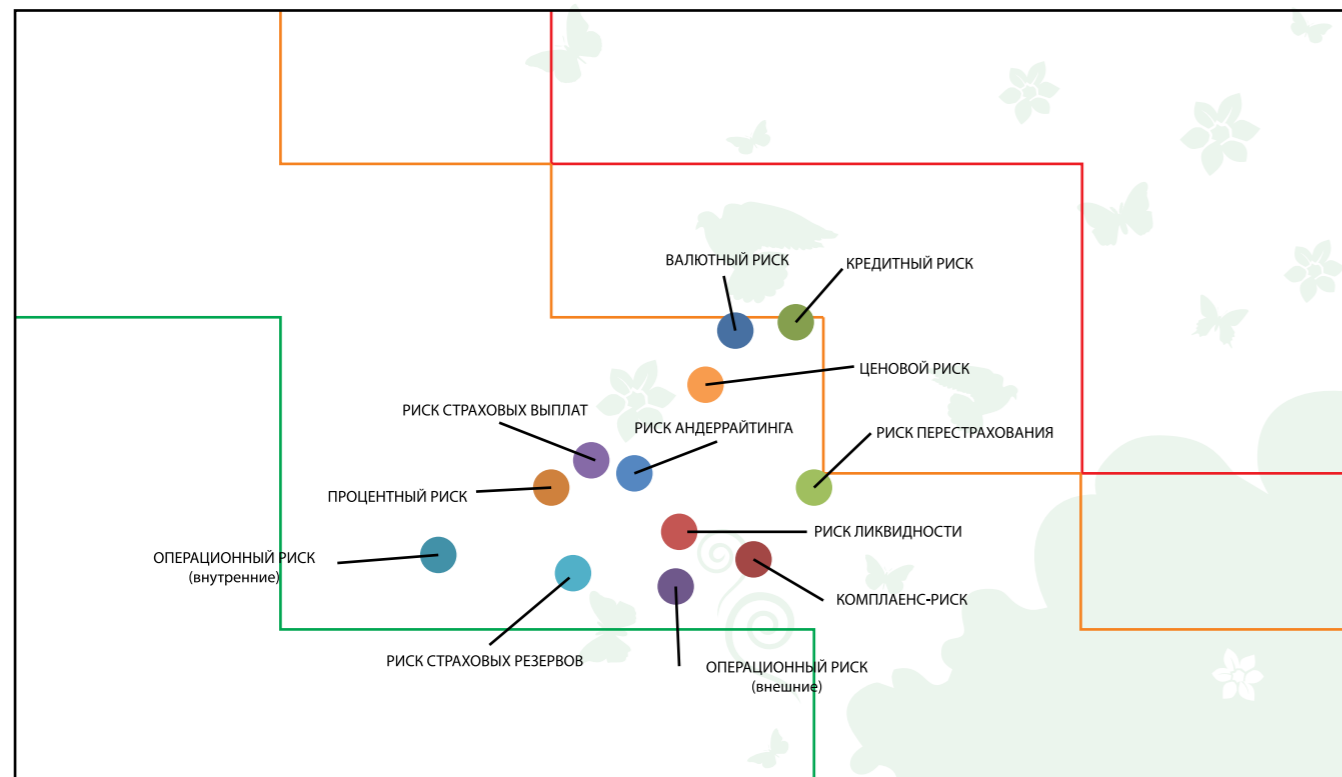 ВАЛЮТНЫЙ РИСК
КРЕДИТНЫЙ РИСК
ЦЕНОВОЙ РИСК
РИСК СТРАХОВЫХ ВЫПЛАТ
РИСК АНДЕРРАЙТИНГА
РИСК ПЕРЕСТРАХОВАНИЯ
ПРОЦЕНТНЫЙ РИСК
РИСК ЛИКВИДНОСТИ
ОПЕРАЦИОННЫЙ РИСК
(внутренние)
КОМПЛАЕНС-РИСК
РИСК СТРАХОВЫХ РЕЗЕРВОВ
ОПЕРАЦИОННЫЙ РИСК
(внешние)